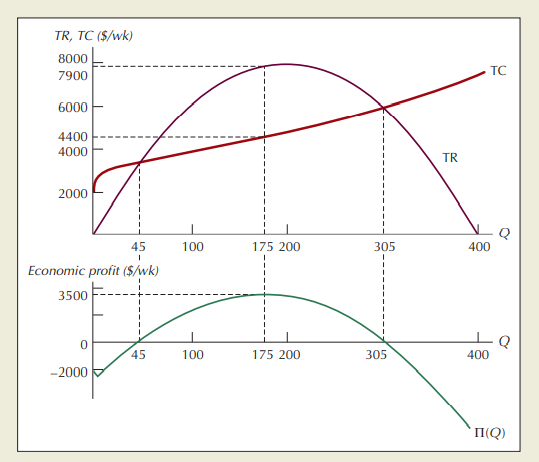 TR, TC ($/wk)
8000
7900
6000
4400
4000
2000
TC
TR
Q
45 100 175 200 305 400
Economic profit ($/wk)
3500
0
−2000
Q
45 100 175 200 305 400
Π(Q)